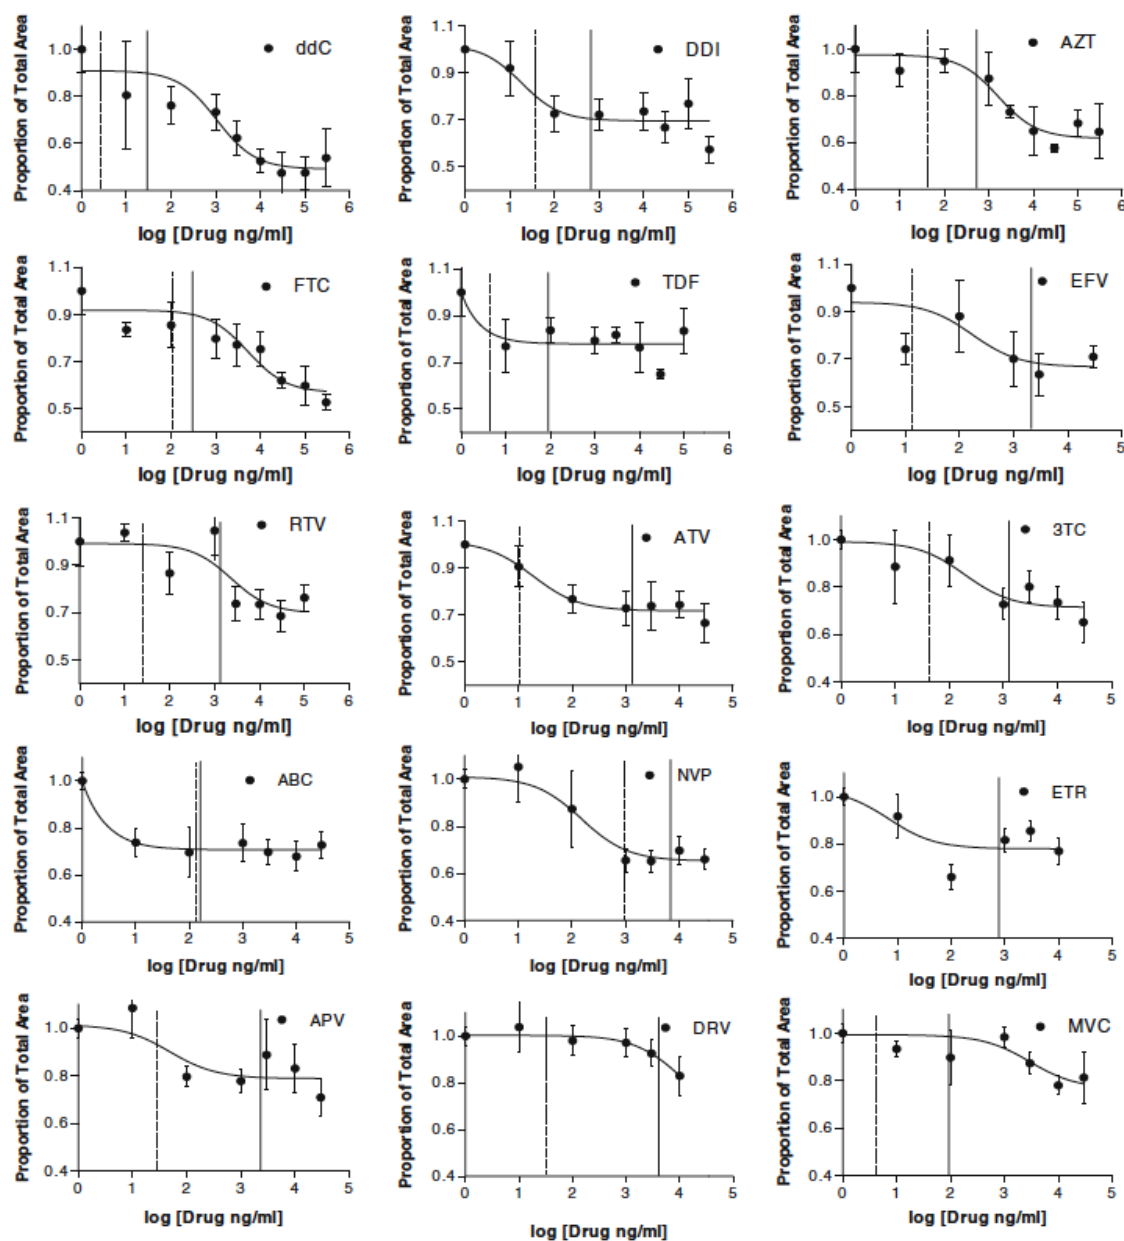 ddC
Proportion of Total Area
1.0
0.8
0.6
0.4
0 1 2 3 4 5 6
log [Drug ng/ml]
DDI
Proportion of Total Area
1.1
1.0
0.9
0.7
0.5
0 1 2 3 4 5 6
log [Drug ng/ml]
AZT
Proportion of Total Area
1.0
0.8
0.6
0.4
0 1 2 3 4 5 6
log [Drug ng/ml]
FTC
Proportion of Total Area
1.1
0.9
0.7
0.5
0 1 2 3 4 5 6
log [Drug ng/ml]
TDF
Proportion of Total Area
1.1
0.9
0.7
0.5
0 1 2 3 4 5 6
log [Drug ng/ml]
EFV
Proportion of Total Area
1.1
0.9
0.7
0.5
0 1 2 3 4 5
log [Drug ng/ml]
RTV
Proportion of Total Area
1.1
0.9
0.7
0.5
0 1 2 3 4 5 6
log [Drug ng/ml]
ATV
Proportion of Total Area
1.1
0.9
0.7
0.5
0 1 2 3 4 5
log [Drug ng/ml]
3TC
Proportion of Total Area
1.0
0.8
0.6
0.4
0 1 2 3 4 5
log [Drug ng/ml]
ABC
Proportion of Total Area
1.0
0.8
0.6
0.4
0 1 2 3 4 5
log [Drug ng/ml]
NVP
Proportion of Total Area
1.0
0.8
0.6
0.4
0 1 2 3 4 5
log [Drug ng/ml]
ETR
Proportion of Total Area
1.0
0.8
0.6
0.4
0 1 2 3 4 5
log [Drug ng/ml]
APV
Proportion of Total Area
1.0
0.8
0.6
0.4
0 1 2 3 4 5
log [Drug ng/ml]
DRV
Proportion of Total Area
1.0
0.8
0.6
0.4
0 1 2 3 4 5
log [Drug ng/ml]
MVC
Proportion of Total Area
1.0
0.8
0.6
0.4
0 1 2 3 4 5
log [Drug ng/ml]